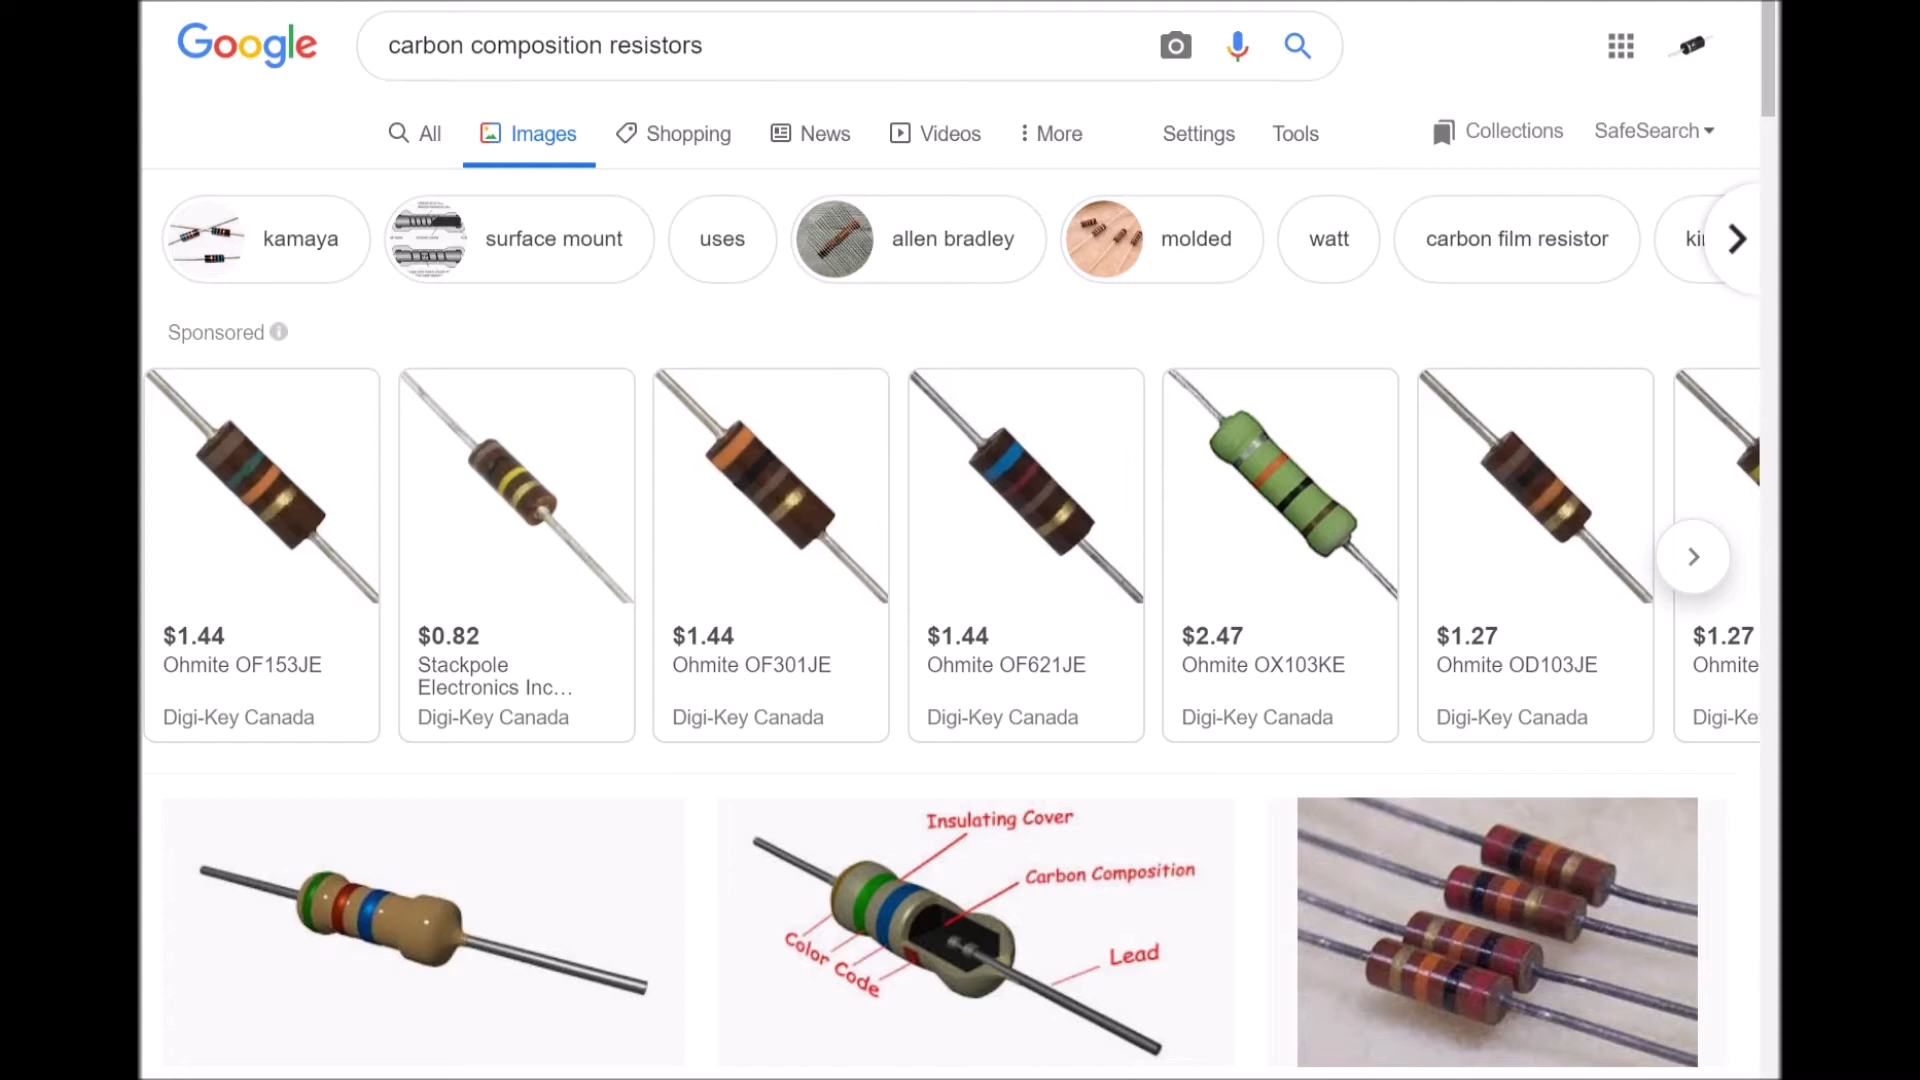 Google
carbon composition resistors
All
Images
Shopping
News
Videos
More
Settings
Tools
Collections
SafeSearch
kamaya
surface mount
uses
allen bradley
molded
watt
carbon film resistor
Sponsored
$1.44
Ohmite OF153JE
Digi-Key Canada
$0.82
Stackpole
Electronics Inc…
Digi-Key Canada
$1.44
Ohmite OF301JE
Digi-Key Canada
$1.44
Ohmite OF621JE
Digi-Key Canada
$2.47
Ohmite OX103KE
Digi-Key Canada
$1.27
Ohmite OD103JE
Digi-Key Canada
$1.27
Ohmite
Digi-Ke
Insulating Cover
Carbon Composition
Color Code
Lead